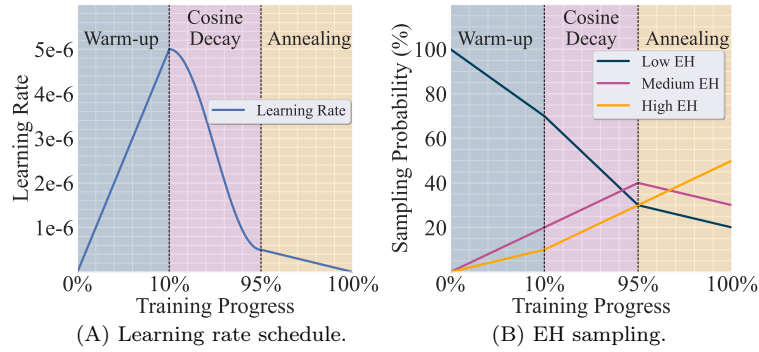 Warm-up
Cosine
Decay
Annealing
5e-6
4e-6
3e-6
2e-6
1e-6
Learning Rate
Learning Rate
0%
10%
95%
100%
Training Progress
(A) Learning rate schedule.
Warm-up
Cosine
Decay
Annealing
100
80
60
40
20
Sampling Probability (%)
Low EH
Medium EH
High EH
0%
10%
95%
100%
Training Progress
(B) EH sampling.